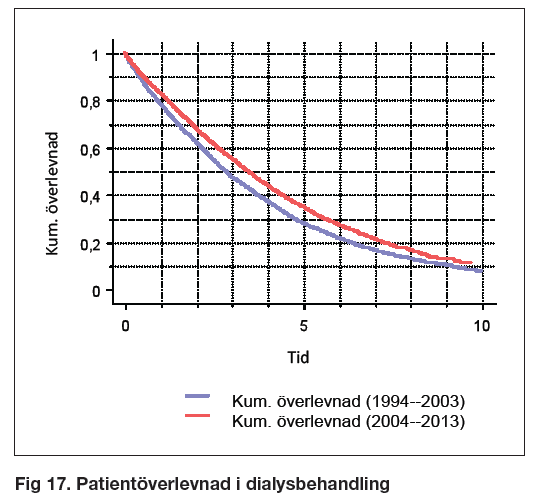 1
0,8
0,6
0,4
0,2
0
Kum. överlevnad
0 5 10
Tid
Kum. överlevnad (1994--2003)
Kum. överlevnad (2004--2013)
Fig 17. Patientöverlevnad i dialysbehandling